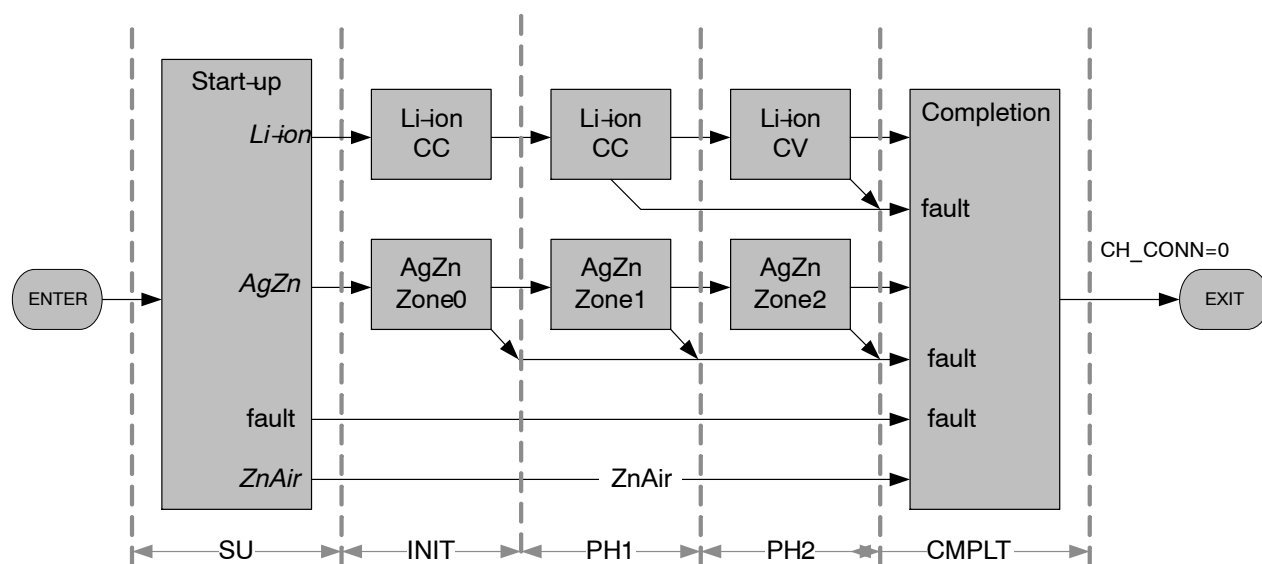 Start-up
Li-ion
Li-ion
CC
Li-ion
CC
Li-ion
CV
Completion
fault
CH_CONN=0
ENTER
AgZn
AgZn
Zone0
AgZn
Zone1
AgZn
Zone2
EXIT
fault
fault
fault
ZnAir
ZnAir
SU
INIT
PH1
PH2
CMPLT